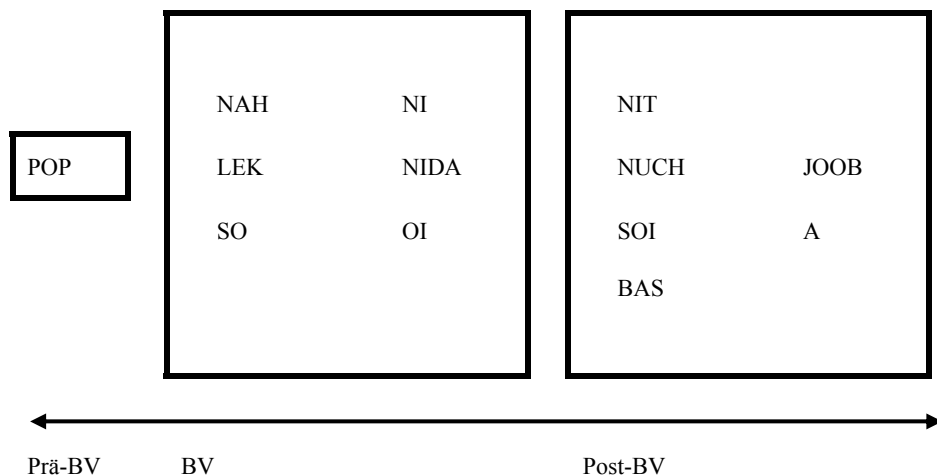 NAH NI NIT
POP LEK NIDA NUCH JOOB
SO OI SOI A
BAS
Prä-BV BV Post-BV